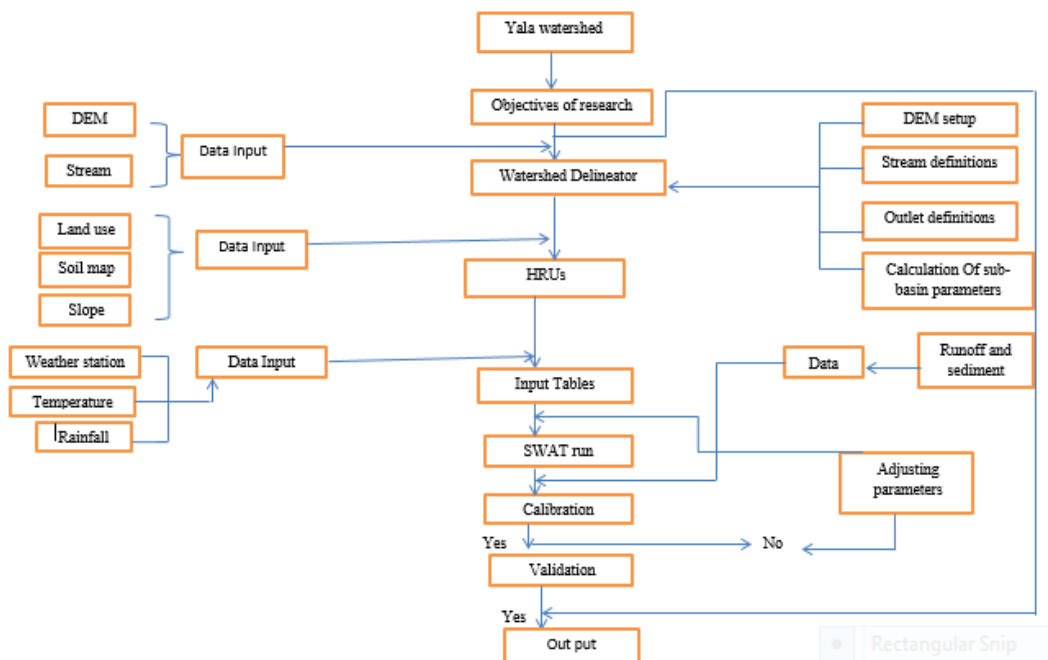 Yala watershed
Objectives of research
DEM
Stream
Data Input
Watershed Delineator
DEM setup
Stream definitions
Outlet definitions
Calculation Of sub-
basin parameters
Land use
Soil map
Slope
Data Input
HRUs
Weather station
Temperature
Rainfall
Data Input
Input Tables
Data
Runoff and
sediment
SWAT run
Adjusting
parameters
Calibration
Yes
No
Validation
Yes
Out put
Rectangular Snip